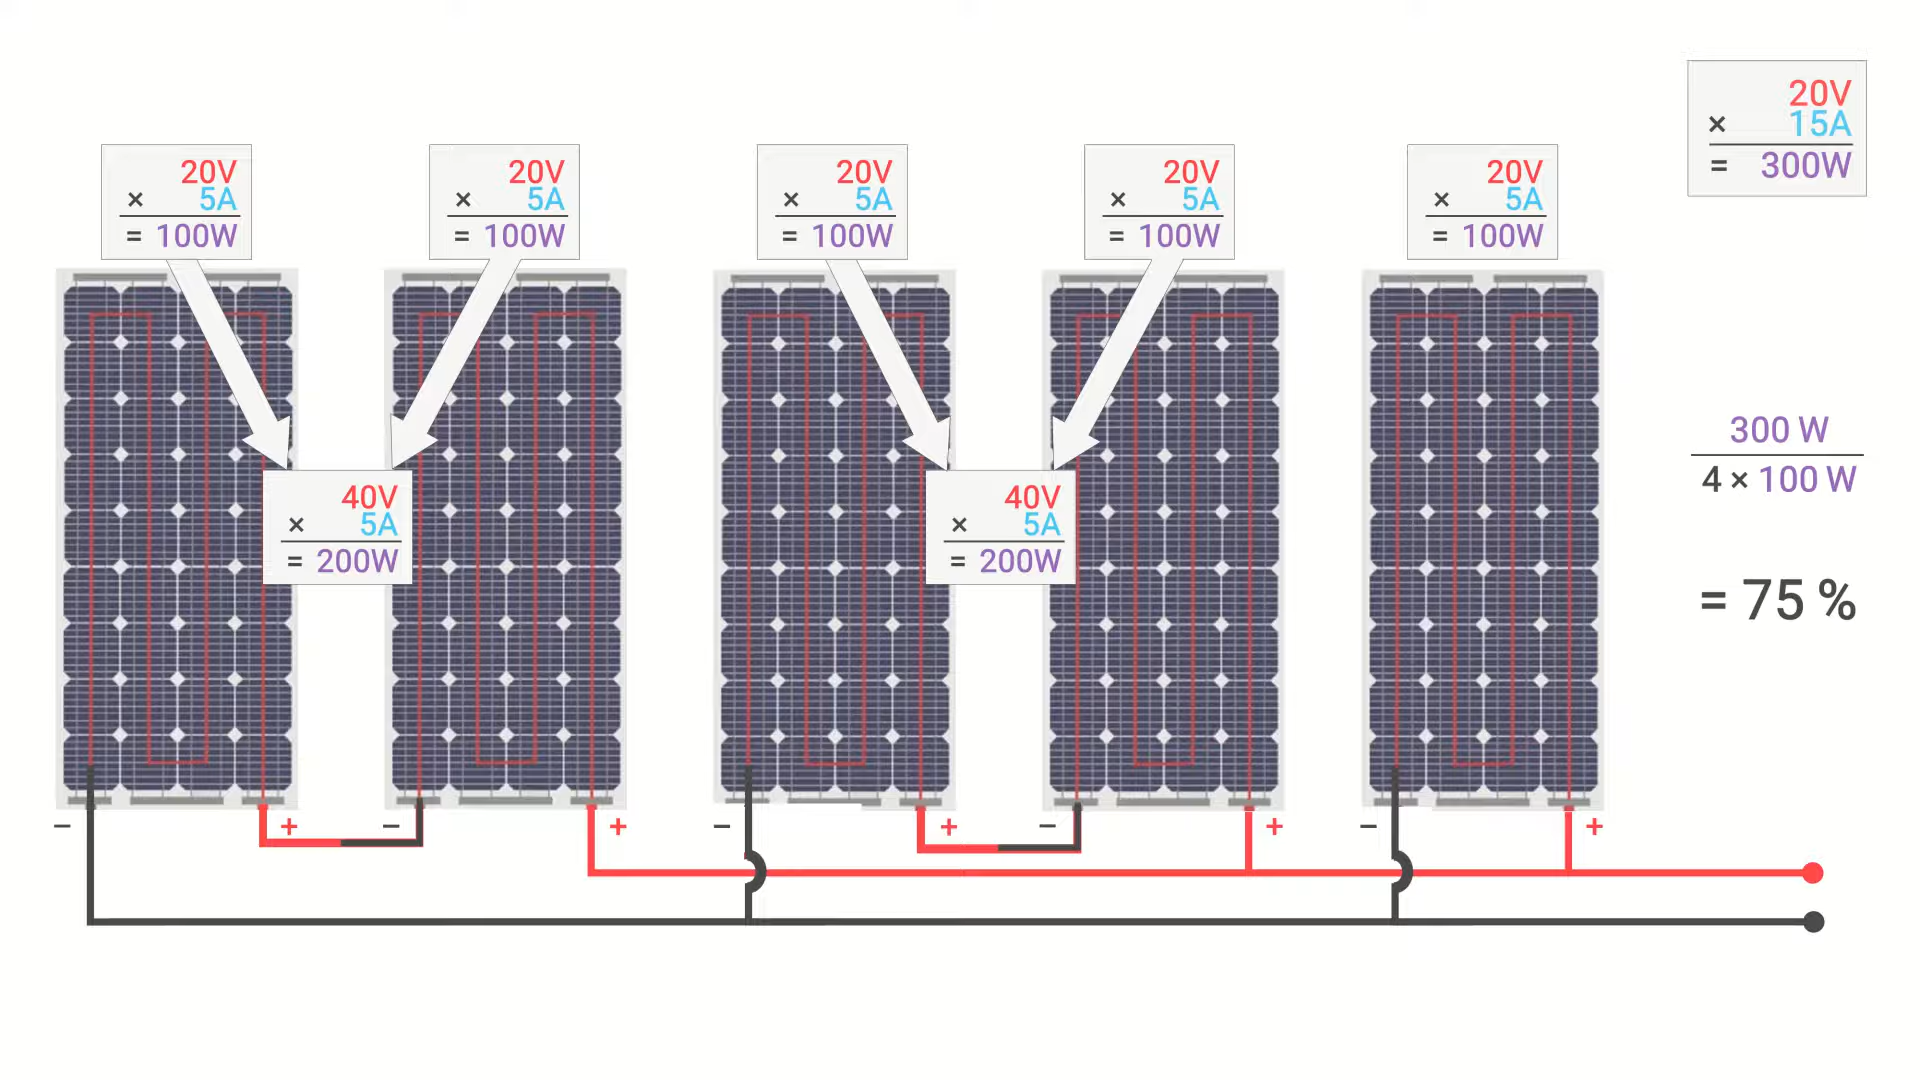 20V
× 5A
= 100W
20V
× 5A
= 100W
20V
× 5A
= 100W
20V
× 5A
= 100W
20V
× 5A
= 100W
20V
× 15A
= 300W
40V
× 5A
= 200W
40V
× 5A
= 200W
300 W
4 × 100 W
= 75 %
− + − + − + − + − +